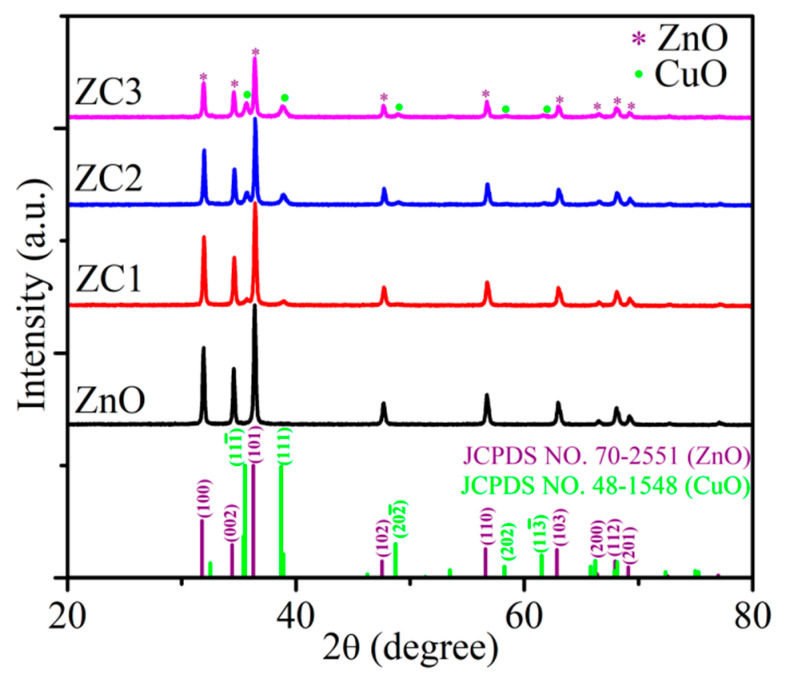 * ZnO
• CuO
ZC3
ZC2
ZC1
ZnO
Intensity (a.u.)
JCPDS NO. 70-2551 (ZnO)
JCPDS NO. 48-1548 (CuO)
(100)
(002)
(111̅)
(101)
(111)
(102)
(202̅)
(110)
(202)
(113̅)
(103)
(200)
(112)
(201)
20 40 60 80
2θ (degree)